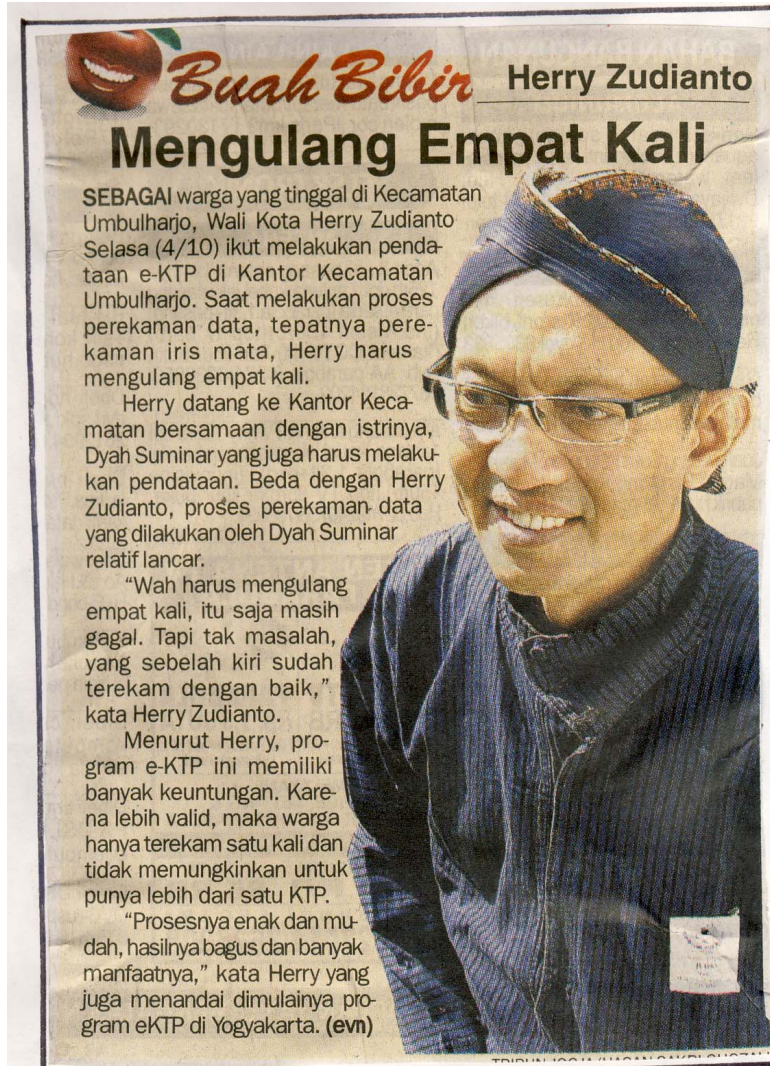 Buah Bibir
Herry Zudianto
Mengulang Empat Kali
SEBAGAI warga yang tinggal di Kecamatan
Umbulharjo, Wali Kota Herry Zudianto
Selasa (4/10) ikut melakukan penda-
taan e-KTP di Kantor Kecamatan
Umbulharjo. Saat melakukan proses
perekaman data, tepatnya pere-
kaman iris mata, Herry harus
mengulang empat kali.
Herry datang ke Kantor Keca-
matan bersamaan dengan istrinya,
Dyah Suminar yang juga harus melaku-
kan pendataan. Beda dengan Herry
Zudianto, proses perekaman data
yang dilakukan oleh Dyah Suminar
relatif lancar.
“Wah harus mengulang
empat kali, itu saja masih
gagal. Tapi tak masalah,
yang sebelah kiri sudah
terekam dengan baik,”
kata Herry Zudianto.
Menurut Herry, pro-
gram e-KTP ini memiliki
banyak keuntungan. Kare-
na lebih valid, maka warga
hanya terekam satu kali dan
tidak memungkinkan untuk
punya lebih dari satu KTP.
“Prosesnya enak dan mu-
dah, hasilnya bagus dan banyak
manfaatnya,” kata Herry yang
juga menandai dimulainya pro-
gram eKTP di Yogyakarta. (evn)